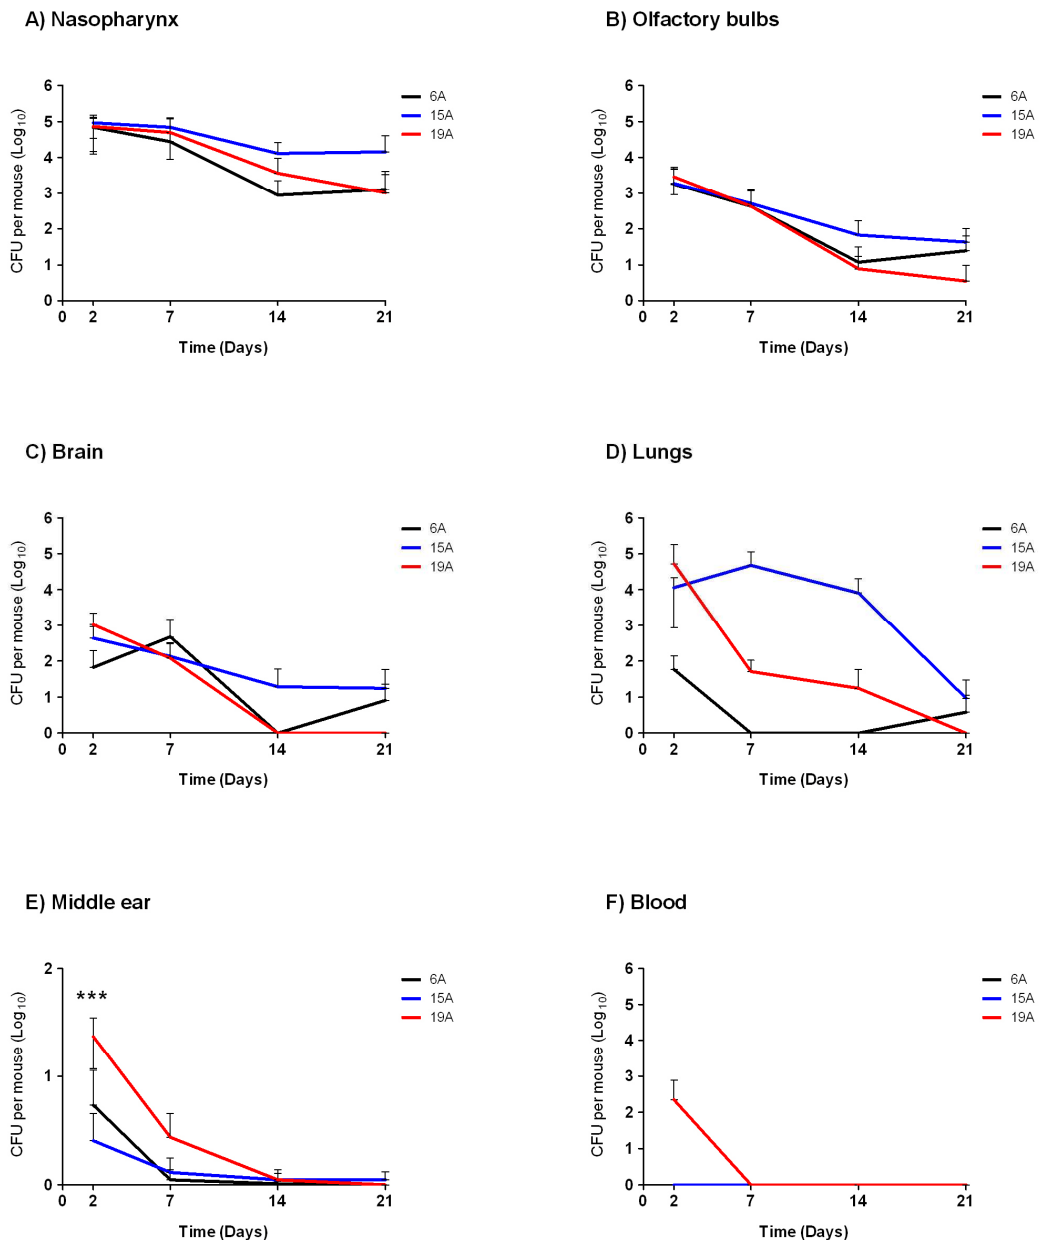 A) Nasopharynx
6
5
4
3
2
1
0
CFU per mouse (Log10)
0 2 7 14 21
Time (Days)
6A
15A
19A
B) Olfactory bulbs
6
5
4
3
2
1
0
CFU per mouse (Log10)
0 2 7 14 21
Time (Days)
6A
15A
19A
C) Brain
6
5
4
3
2
1
0
CFU per mouse (Log10)
0 2 7 14 21
Time (Days)
6A
15A
19A
D) Lungs
6
5
4
3
2
1
0
CFU per mouse (Log10)
0 2 7 14 21
Time (Days)
6A
15A
19A
E) Middle ear
2
1
0
CFU per mouse (Log10)
***
0 2 7 14 21
Time (Days)
6A
15A
19A
F) Blood
6
5
4
3
2
1
0
CFU per mouse (Log10)
0 2 7 14 21
Time (Days)
6A
15A
19A